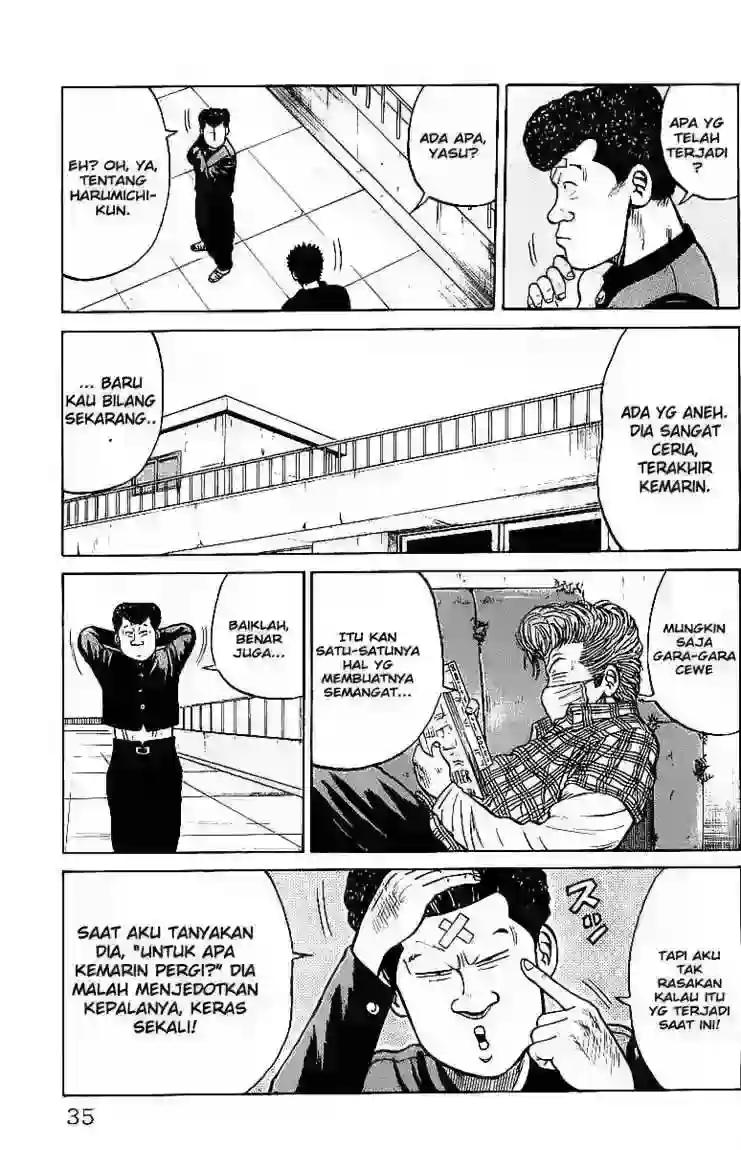 APA YG
TELAH
TERJADI
?
ADA APA,
YASU?
EH? OH, YA,
TENTANG
HARUMICHI-
KUN.
ADA YG ANEH.
DIA SANGAT
CERIA,
TERAKHIR
KEMARIN.
... BARU
KAU BILANG
SEKARANG..
MUNGKIN
SAJA
GARA-GARA
CEWE
ITU KAN
SATU-SATUNYA
HAL YG
MEMBUATNYA
SEMANGAT...
BAIKLAH,
BENAR
JUGA...
TAPI AKU
TAK
RASAKAN
KALAU ITU
YG TERJADI
SAAT INI!
SAAT AKU TANYAKAN
DIA, "UNTUK APA
KEMARIN PERGI?" DIA
MALAH MENJEDOTKAN
KEPALANYA, KERAS
SEKALI!
35